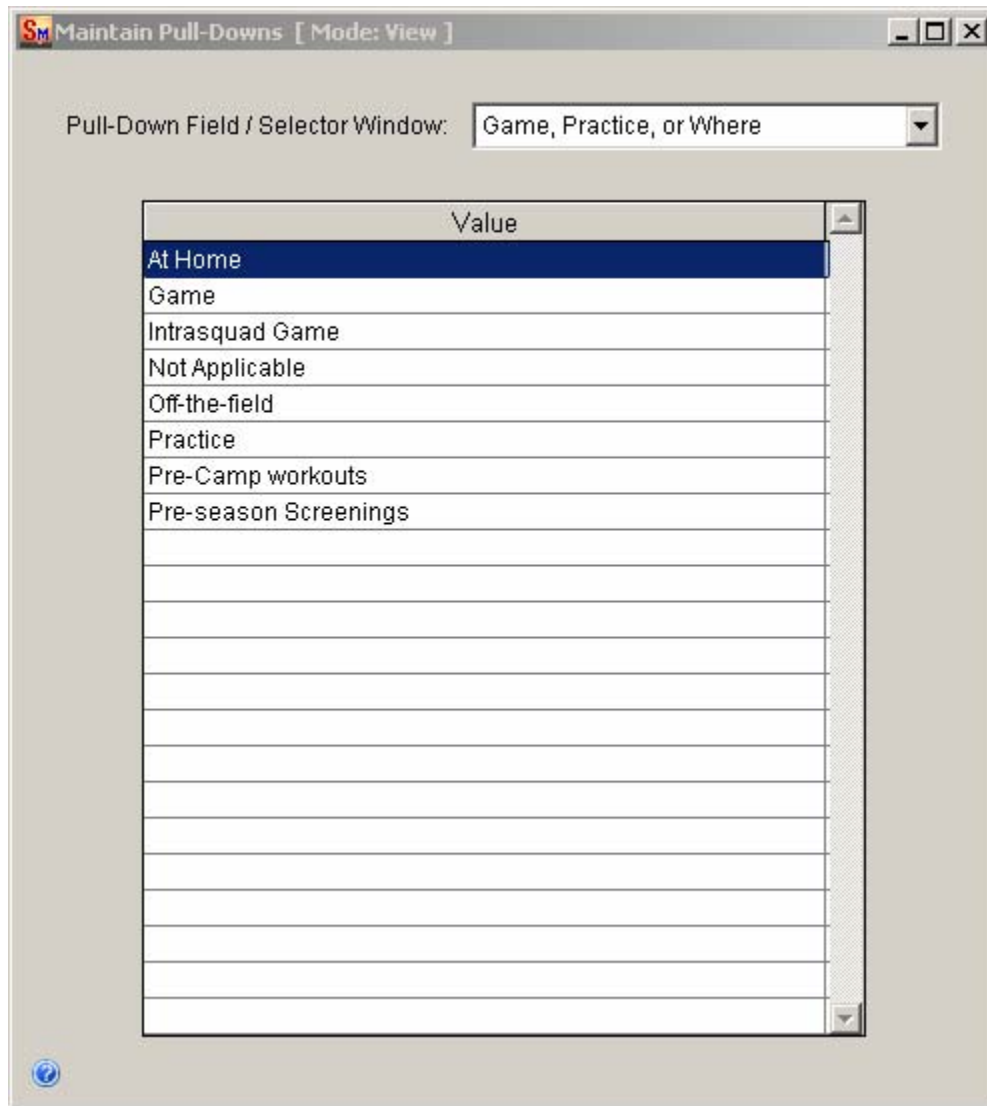 SM Maintain Pull-Downs [ Mode: View ]
Pull-Down Field / Selector Window: Game, Practice, or Where
Value
At Home
Game
Intrasquad Game
Not Applicable
Off-the-field
Practice
Pre-Camp workouts
Pre-season Screenings
?